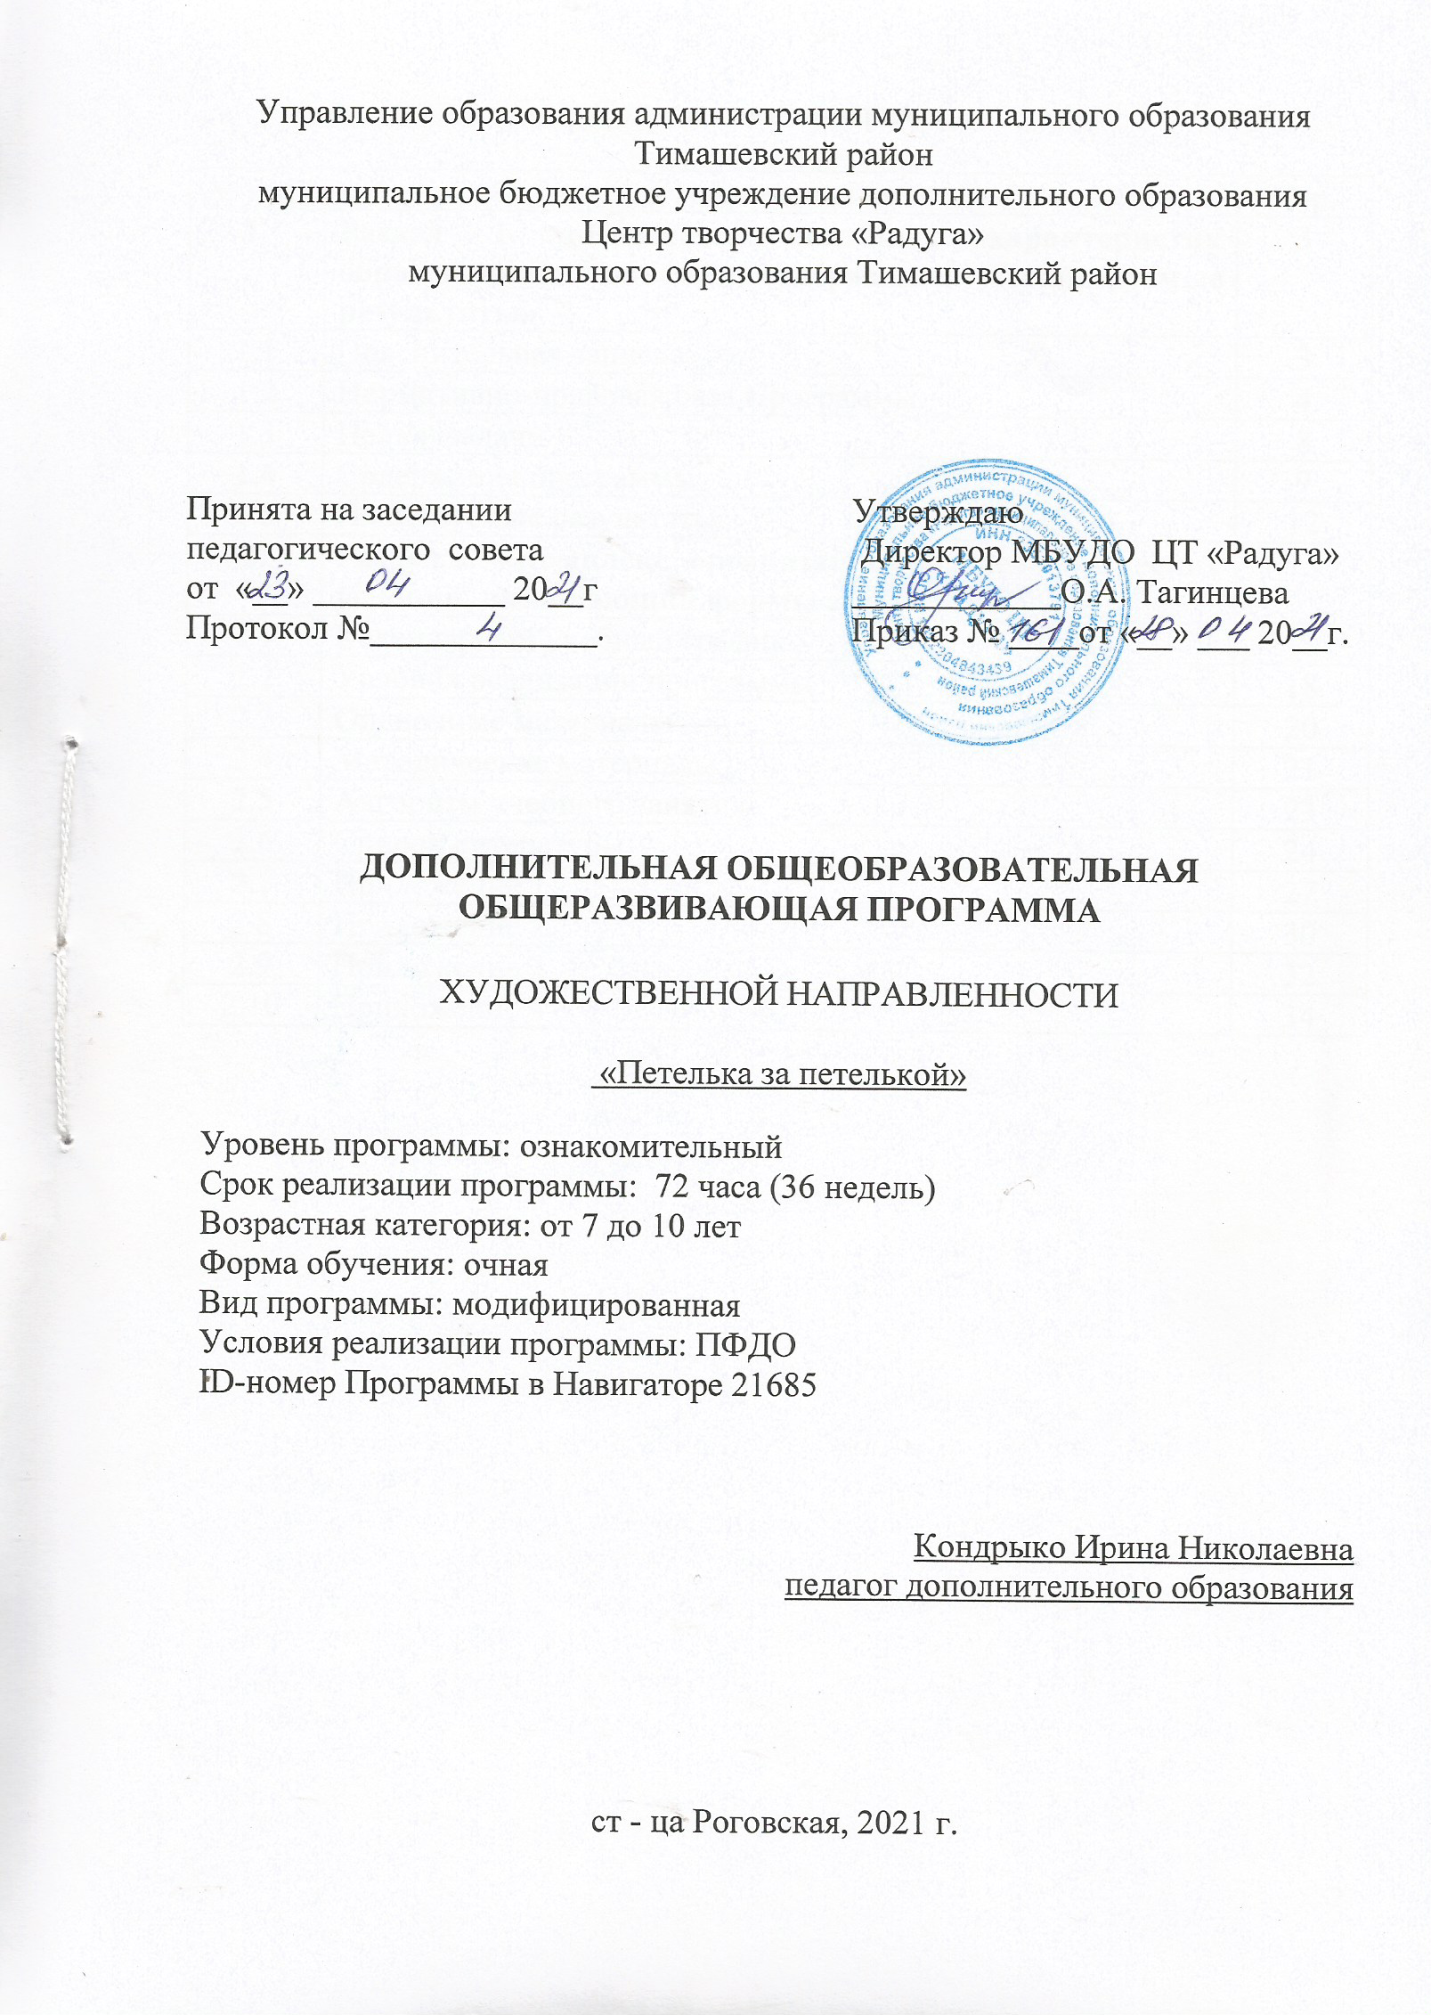 Управление образования администрации муниципального образования
Тимашевский район
муниципальное бюджетное учреждение дополнительного образования
Центр творчества «Радуга»
муниципального образования Тимашевский район
Принята на заседании
педагогического совета
от «23» 04 2021г
Протокол № 4.
Утверждаю
Директор МБУДО ЦТ «Радуга»
О.А. Тагинцева
Приказ № 161 от «28» 04 2021г.
ДОПОЛНИТЕЛЬНАЯ ОБЩЕОБРАЗОВАТЕЛЬНАЯ
ОБЩЕРАЗВИВАЮЩАЯ ПРОГРАММА
ХУДОЖЕСТВЕННОЙ НАПРАВЛЕННОСТИ
«Петелька за петелькой»
Уровень программы: ознакомительный
Срок реализации программы: 72 часа (36 недель)
Возрастная категория: от 7 до 10 лет
Форма обучения: очная
Вид программы: модифицированная
Условия реализации программы: ПФДО
ID-номер Программы в Навигаторе 21685
Кондрыко Ирина Николаевна
педагог дополнительного образования
ст - ца Роговская, 2021 г.